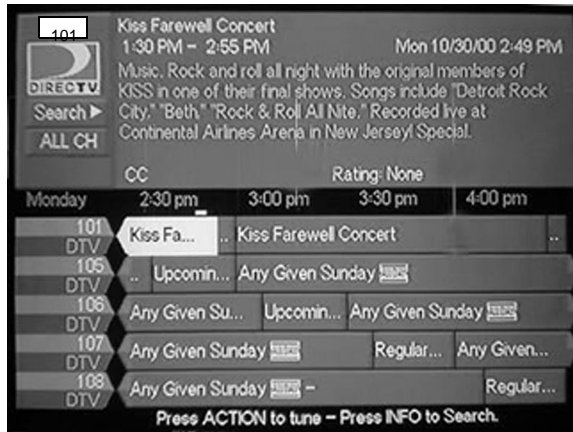 101
Kiss Farewell Concert
1:30 PM - 2:55 PM Mon 10/30/00 2:49 PM
Music. Rock and roll all night with the original members of
KISS in one of their final shows. Songs include "Detroit Rock
City," "Beth," "Rock & Roll All Nite." Recorded live at
Continental Airlines Arena in New Jersey! Special.
DIRECTV
Search
ALL CH
CC Rating: None
Monday 2:30 pm 3:00 pm 3:30 pm 4:00 pm
101 DTV Kiss Fa... .. Kiss Farewell Concert ..
105 DTV .. Upcomin... Any Given Sunday
106 DTV Any Given Su... Upcomin... Any Given Sunday
107 DTV Any Given Sunday Regular... Any Given...
108 DTV Any Given Sunday - Regular...
Press ACTION to tune - Press INFO to Search.